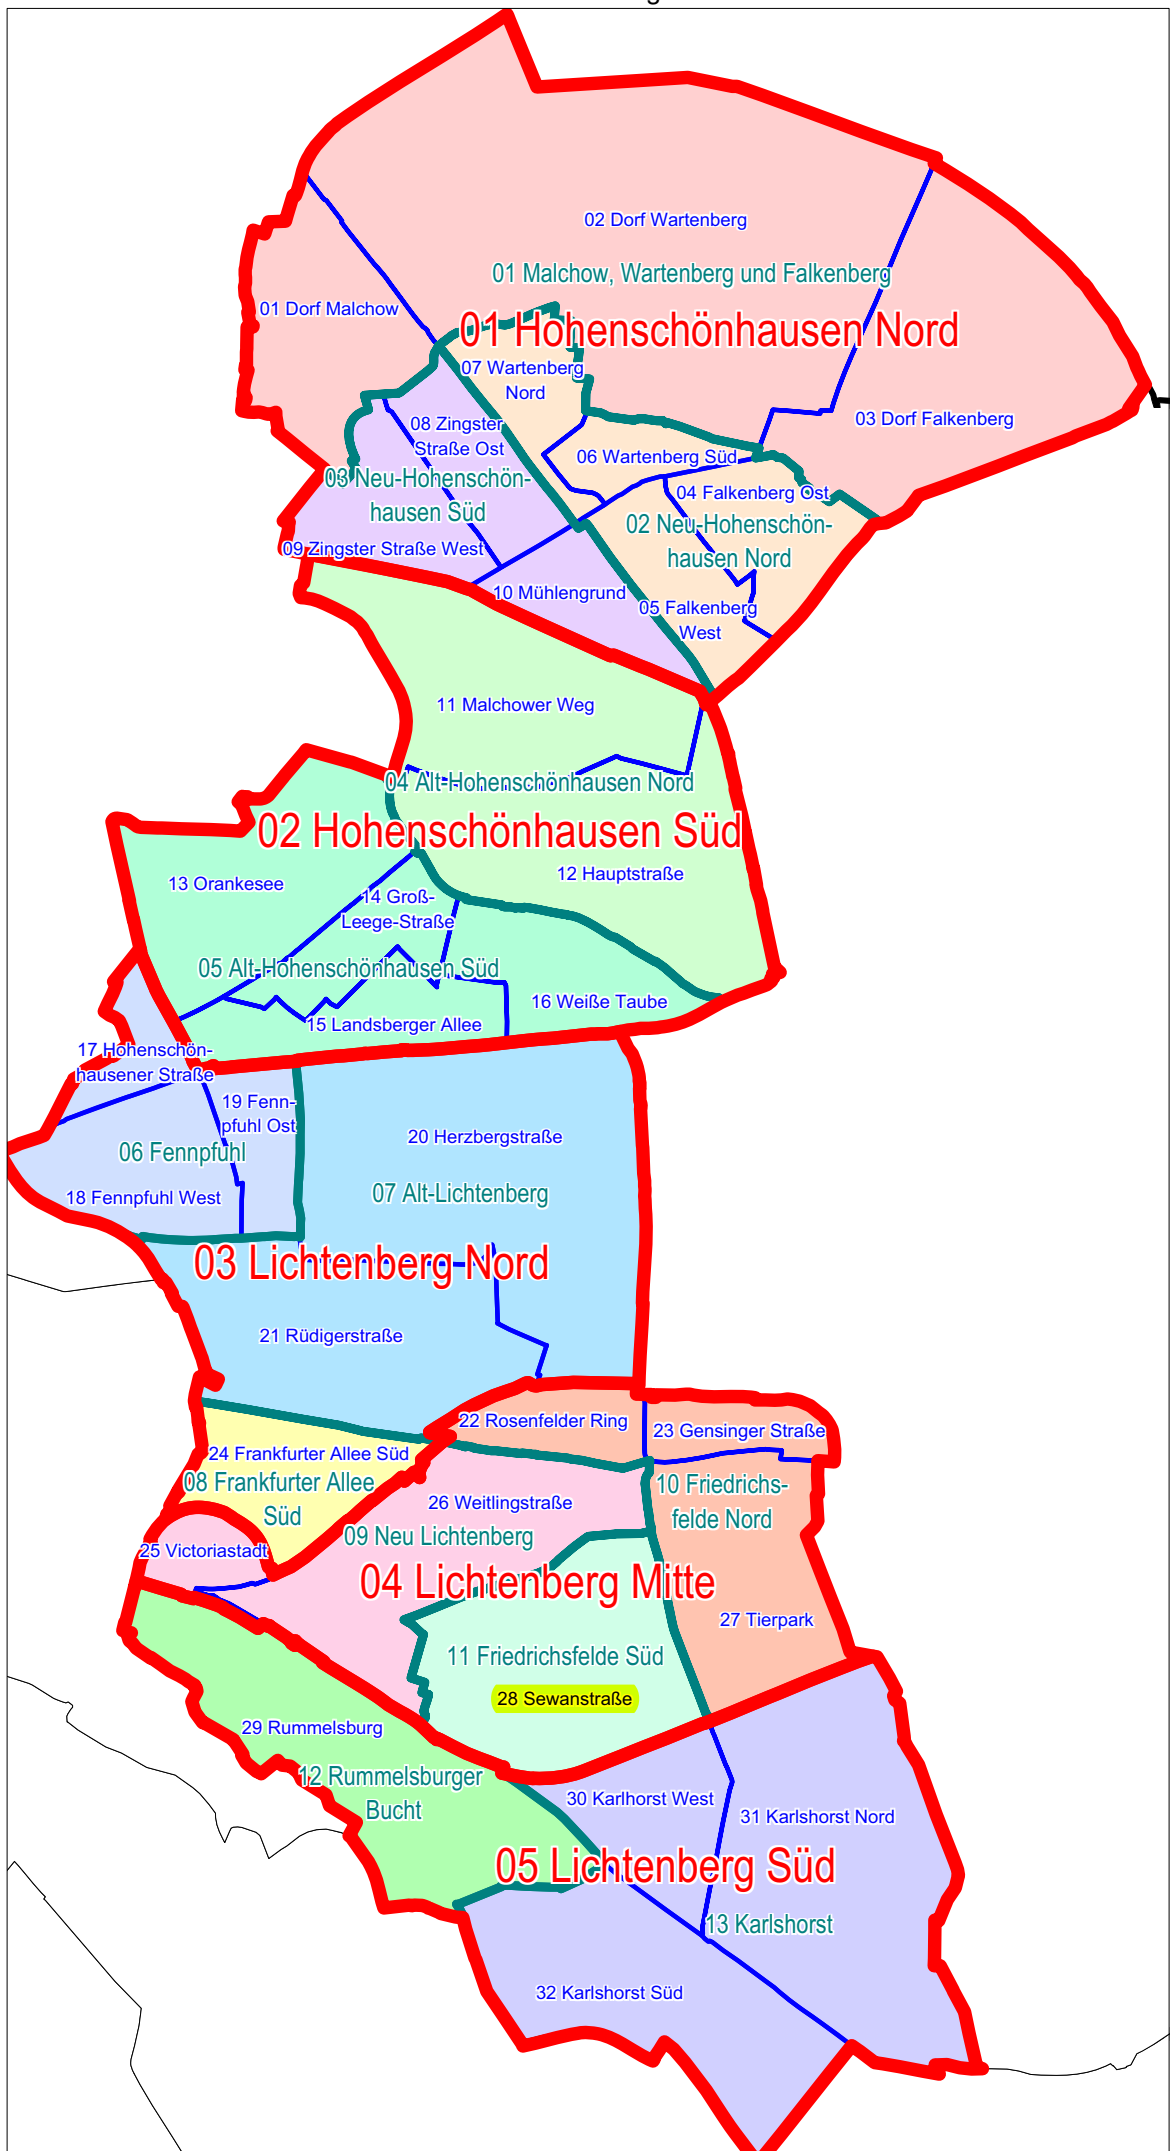 02 Dorf Wartenberg
01 Malchow, Wartenberg und Falkenberg
01 Dorf Malchow
01 Hohenschönhausen Nord
07 Wartenberg
Nord
03 Dorf Falkenberg
08 Zingster
Straße Ost
06 Wartenberg Süd
03 Neu-Hohenschön-
hausen Süd
04 Falkenberg Ost
02 Neu-Hohenschön-
hausen Nord
09 Zingster Straße West
10 Mühlengrund
05 Falkenberg
West
11 Malchower Weg
04 Alt-Hohenschönhausen Nord
02 Hohenschönhausen Süd
12 Hauptstraße
13 Orankesee
14 Groß-
Leege-Straße
05 Alt-Hohenschönhausen Süd
16 Weiße Taube
15 Landsberger Allee
17 Hohenschön-
hausener Straße
19 Fenn-
pfuhl Ost
20 Herzbergstraße
06 Fennpfuhl
18 Fennpfuhl West
07 Alt-Lichtenberg
03 Lichtenberg Nord
21 Rüdigerstraße
22 Rosenfelder Ring
23 Gensinger Straße
24 Frankfurter Allee Süd
08 Frankfurter Allee
Süd
10 Friedrichs-
felde Nord
26 Weitlingstraße
09 Neu Lichtenberg
25 Victoriastadt
04 Lichtenberg Mitte
27 Tierpark
11 Friedrichsfelde Süd
28 Sewanstraße
29 Rummelsburg
12 Rummelsburger
Bucht
30 Karlhorst West
31 Karlshorst Nord
05 Lichtenberg Süd
13 Karlshorst
32 Karlshorst Süd